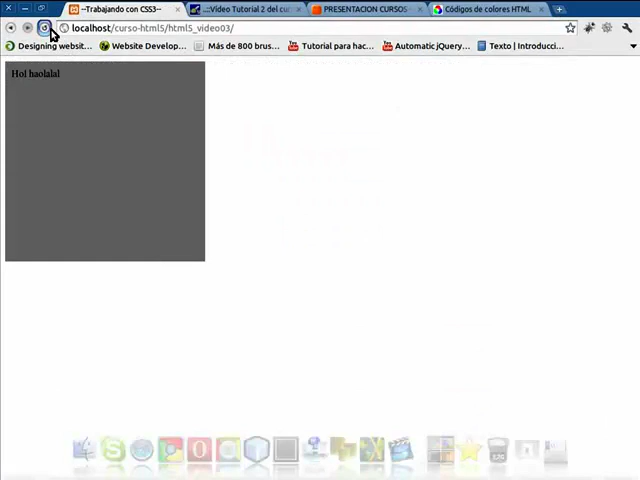 --Trabajando con CSS3--
..::Video Tutorial 2 del cu
PRESENTACION CURSOS
Códigos de colores HTML
localhost/curso-html5/html5_video03/
Designing websit...
Website Develop...
Más de 800 brus...
Tutorial para hac...
Automatic jQuery...
Texto | Introducci...
Hol haolalal